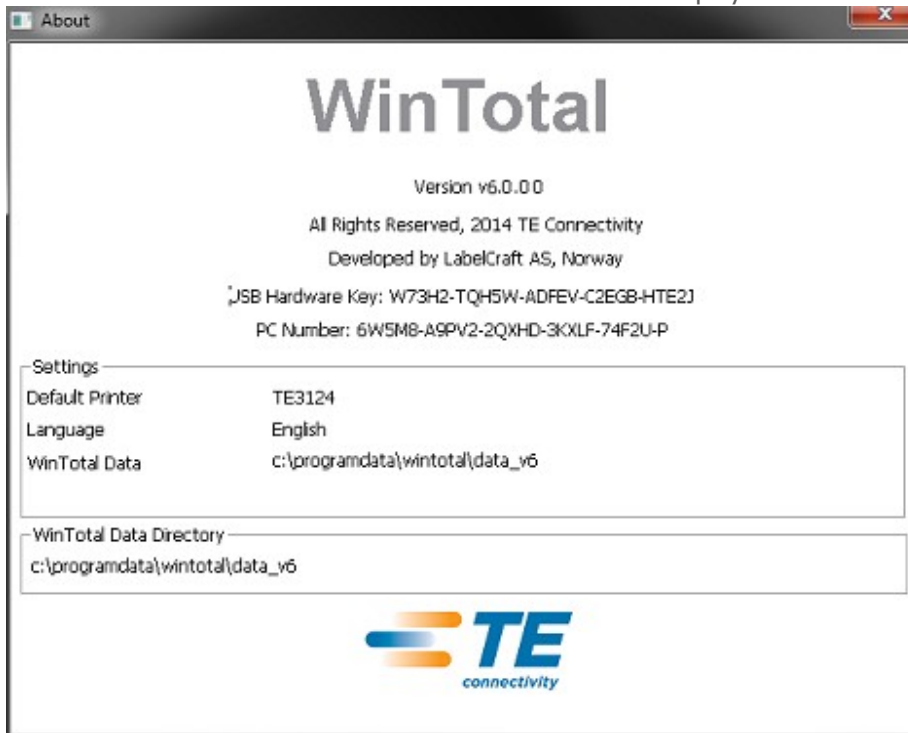 About
WinTotal
Version v6.0.0 0
All Rights Reserved, 2014 TE Connectivity
Developed by LabelCraft AS, Norway
USB Hardware Key: W73H2-TQH5W-ADFEV-C2EGB-HTE2J
PC Number: 6W5M8-A9PV2-2QXHD-3KXLF-74F2U-P
Settings
Default Printer TE3124
Language English
WinTotal Data c:\programdata\wintotal\data_v6
WinTotal Data Directory
c:\programdata\wintotal\data_v6
TE
connectivity